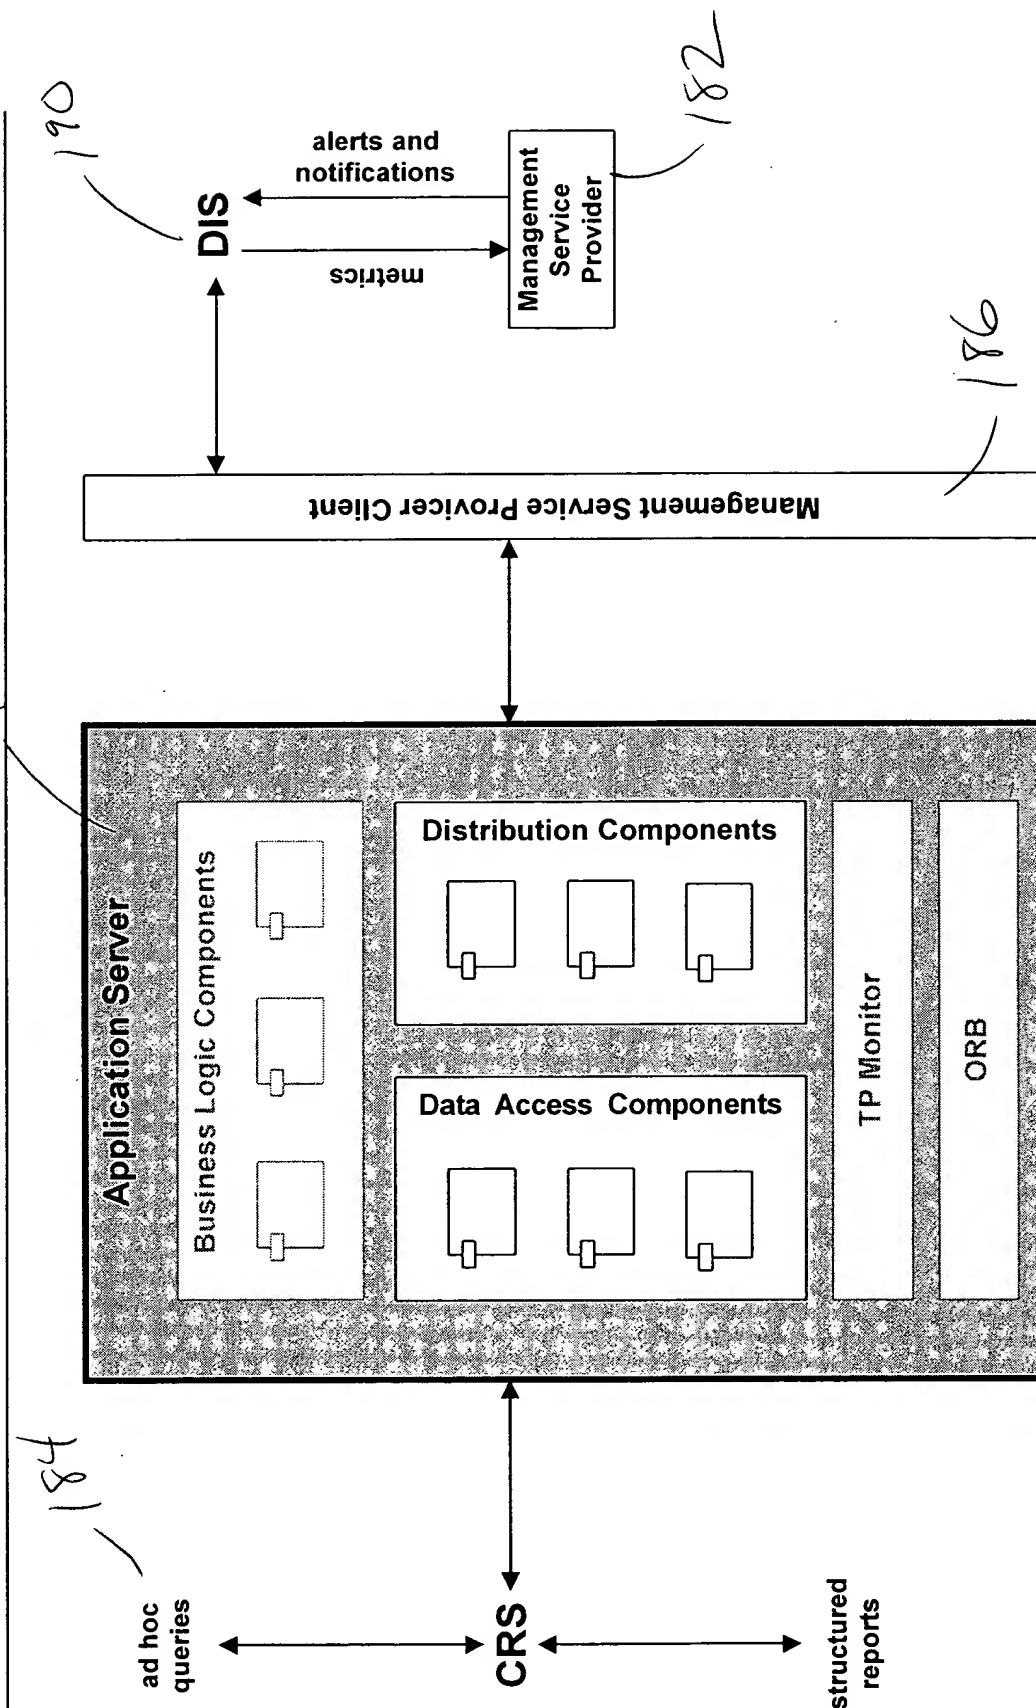 190
DIS
alerts and
notifications
metrics
Management
Service
Provider
182
Management Service Provicer Client
186
Application Server
Business Logic Components
Distribution Components
Data Access Components
TP Monitor
ORB
184
ad hoc
queries
CRS
structured
reports